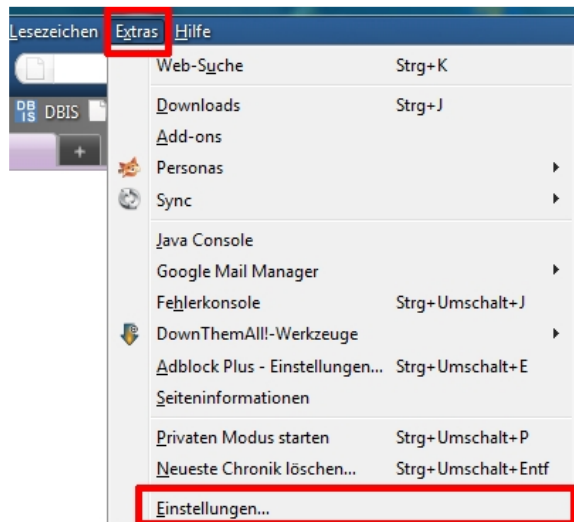 Lesezeichen Extras Hilfe
Web-Suche Strg+K
DB IS DBIS
Downloads Strg+J
Add-ons
+
Personas
Sync
Java Console
Google Mail Manager
Fehlerkonsole Strg+Umschalt+J
DownThemAll!-Werkzeuge
Adblock Plus - Einstellungen... Strg+Umschalt+E
Seiteninformationen
Privaten Modus starten Strg+Umschalt+P
Neueste Chronik löschen... Strg+Umschalt+Entf
Einstellungen...